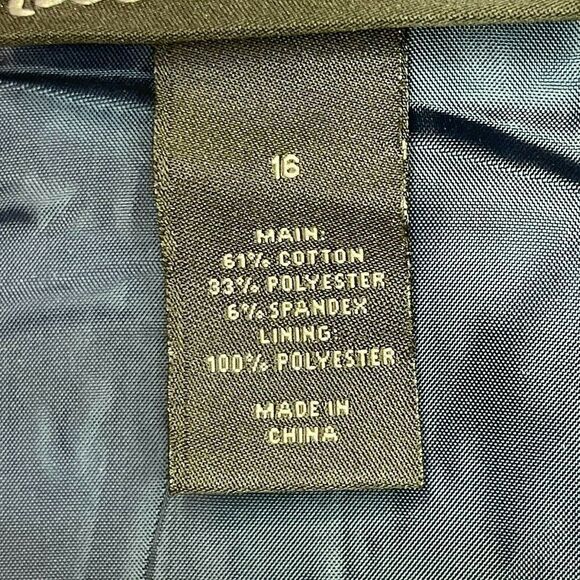 16
MAIN:
61% COTTON
33% POLYESTER
6% SPANDEX
LINING:
100% POLYESTER
MADE IN
CHINA